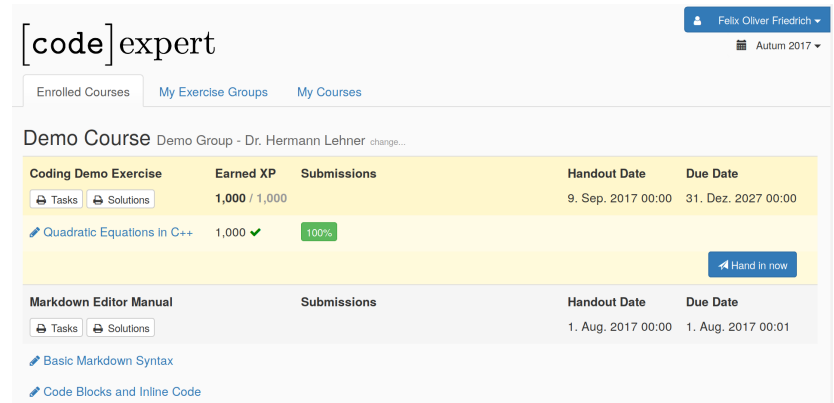 Felix Oliver Friedrich
[code]expert
Autum 2017
Enrolled Courses My Exercise Groups My Courses
Demo Course Demo Group - Dr. Hermann Lehner change...
Coding Demo Exercise Earned XP Submissions Handout Date Due Date
Tasks Solutions 1,000 / 1,000 9. Sep. 2017 00:00 31. Dez. 2027 00:00
Quadratic Equations in C++ 1,000 100%
Hand in now
Markdown Editor Manual Submissions Handout Date Due Date
Tasks Solutions 1. Aug. 2017 00:00 1. Aug. 2017 00:01
Basic Markdown Syntax
Code Blocks and Inline Code